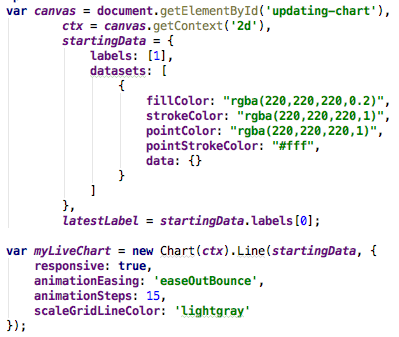 var canvas = document.getElementById('updating-chart'),
ctx = canvas.getContext('2d'),
startingData = {
labels: [1],
datasets: [
{
fillColor: "rgba(220,220,220,0.2)",
strokeColor: "rgba(220,220,220,1)",
pointColor: "rgba(220,220,220,1)",
pointStrokeColor: "#fff",
data: {}
}
]
},
latestLabel = startingData.labels[0];
var myLiveChart = new Chart(ctx).Line(startingData, {
responsive: true,
animationEasing: 'easeOutBounce',
animationSteps: 15,
scaleGridLineColor: 'lightgray'
});